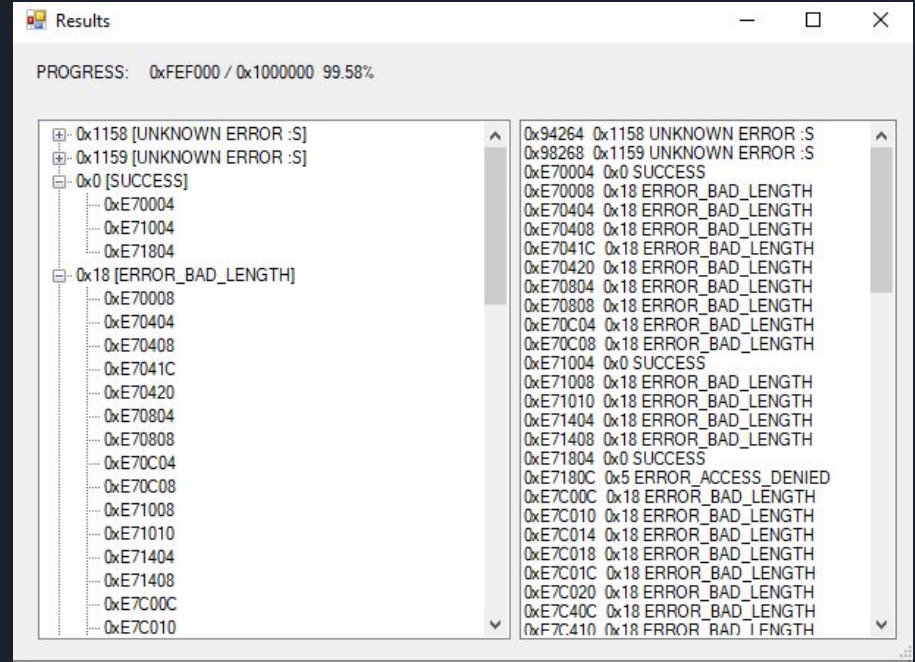 Results
PROGRESS: 0xFEF000 / 0x1000000 99.58%
0x1158 [UNKNOWN ERROR :S]
0x1159 [UNKNOWN ERROR :S]
0x0 [SUCCESS]
0xE70004
0xE71004
0xE71804
0x18 [ERROR_BAD_LENGTH]
0xE70008
0xE70404
0xE70408
0xE7041C
0xE70420
0xE70804
0xE70808
0xE70C04
0xE70C08
0xE71008
0xE71010
0xE71404
0xE71408
0xE7C00C
0xE7C010
0x94264 0x1158 UNKNOWN ERROR :S
0x98268 0x1159 UNKNOWN ERROR :S
0xE70004 0x0 SUCCESS
0xE70008 0x18 ERROR_BAD_LENGTH
0xE70404 0x18 ERROR_BAD_LENGTH
0xE70408 0x18 ERROR_BAD_LENGTH
0xE7041C 0x18 ERROR_BAD_LENGTH
0xE70420 0x18 ERROR_BAD_LENGTH
0xE70804 0x18 ERROR_BAD_LENGTH
0xE70808 0x18 ERROR_BAD_LENGTH
0xE70C04 0x18 ERROR_BAD_LENGTH
0xE70C08 0x18 ERROR_BAD_LENGTH
0xE71004 0x0 SUCCESS
0xE71008 0x18 ERROR_BAD_LENGTH
0xE71010 0x18 ERROR_BAD_LENGTH
0xE71404 0x18 ERROR_BAD_LENGTH
0xE71408 0x18 ERROR_BAD_LENGTH
0xE71804 0x0 SUCCESS
0xE7180C 0x5 ERROR_ACCESS_DENIED
0xE7C00C 0x18 ERROR_BAD_LENGTH
0xE7C010 0x18 ERROR_BAD_LENGTH
0xE7C014 0x18 ERROR_BAD_LENGTH
0xE7C018 0x18 ERROR_BAD_LENGTH
0xE7C01C 0x18 ERROR_BAD_LENGTH
0xE7C020 0x18 ERROR_BAD_LENGTH
0xE7C40C 0x18 ERROR_BAD_LENGTH
0xE7C410 0x18 ERROR_BAD_LENGTH